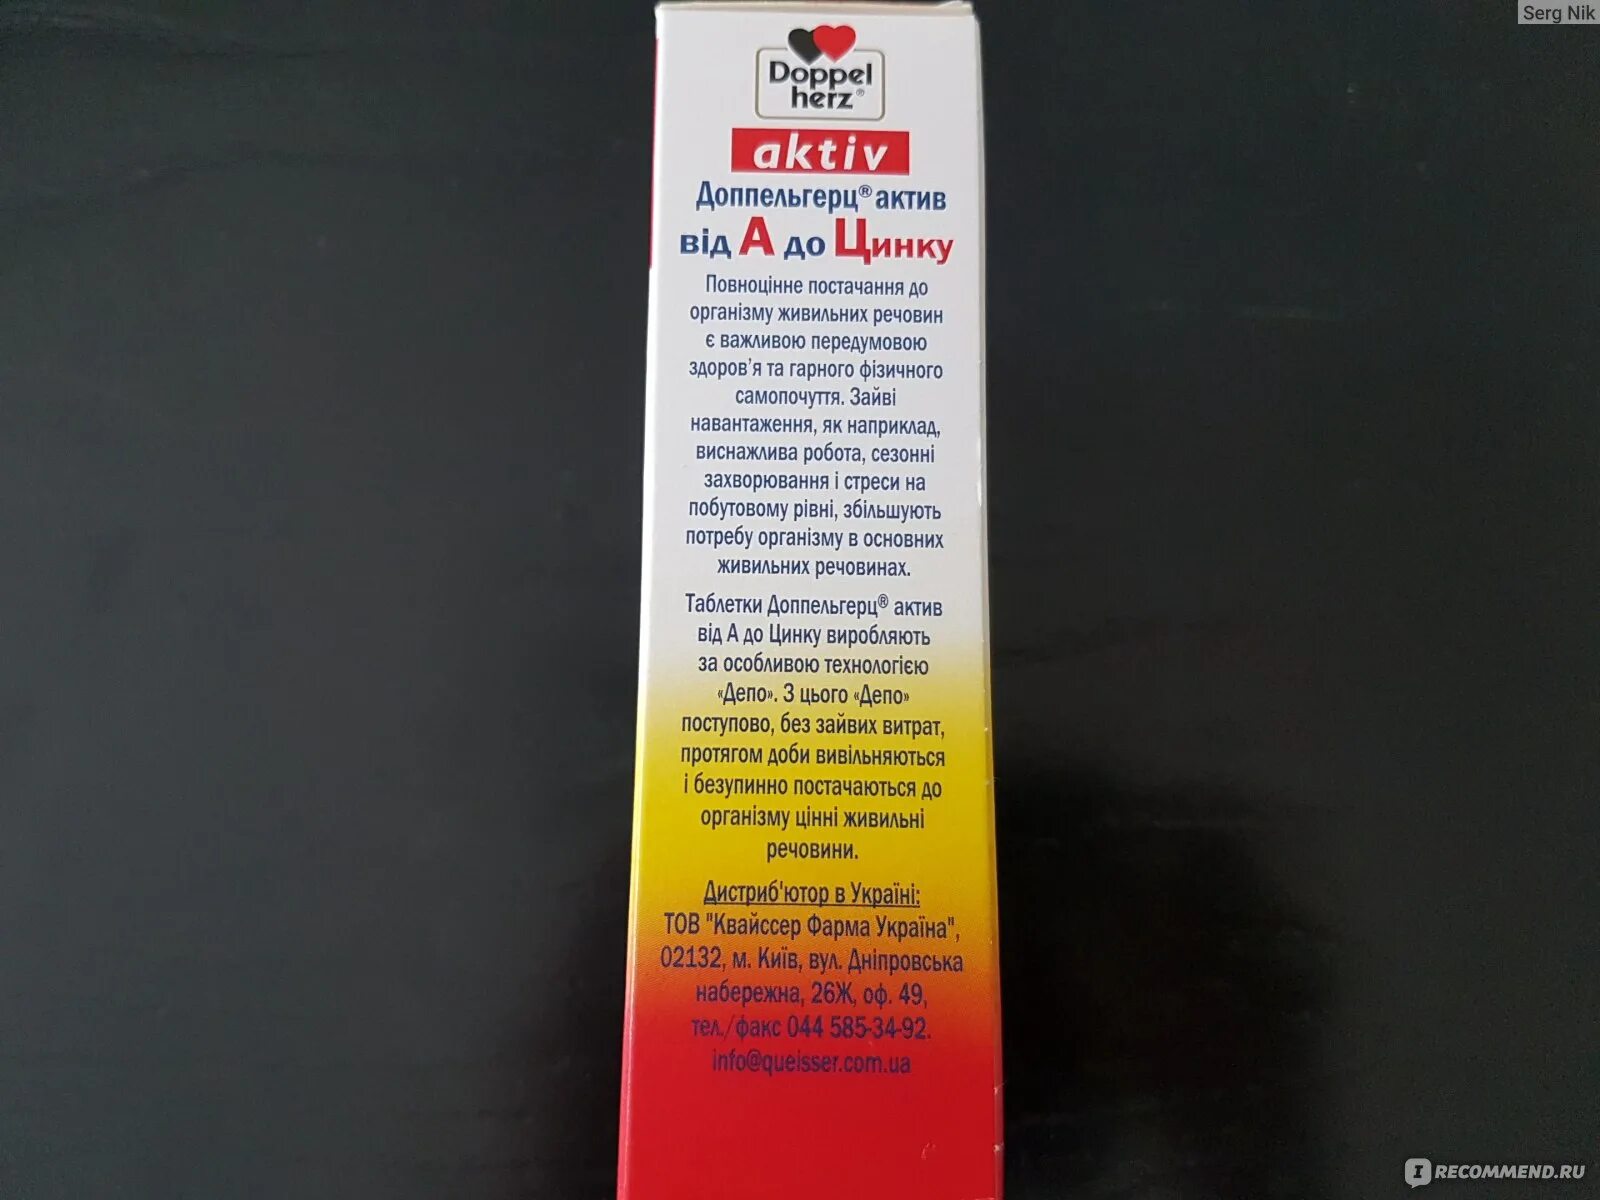 Serg Nik
Doppel
herz®
aktiv
Доппельгерц® актив
від А до Цинку
Повноцінне постачання до
організму живильних речовин
є важливою передумовою
здоров'я та гарного фізичного
самопочуття. Зайві
навантаження, як наприклад,
виснажлива робота, сезонні
захворювання і стреси на
побутовому рівні, збільшують
потребу організму в основних
живильних речовинах.
Таблетки Доппельгерц® актив
від А до Цинку виробляють
за особливою технологією
«Депо». З цього «Депо»
поступово, без зайвих витрат,
протягом доби вивільняються
і безупинно постачаються до
організму цінні живильні
речовини.
Дистриб'ютор в Україні:
ТОВ "Квайссер Фарма Україна",
02132, м. Київ, вул. Дніпровська
набережна, 26Ж, оф. 49,
тел./факс 044 585-34-92.
info@queisser.com.ua
IRECOMMEND.RU